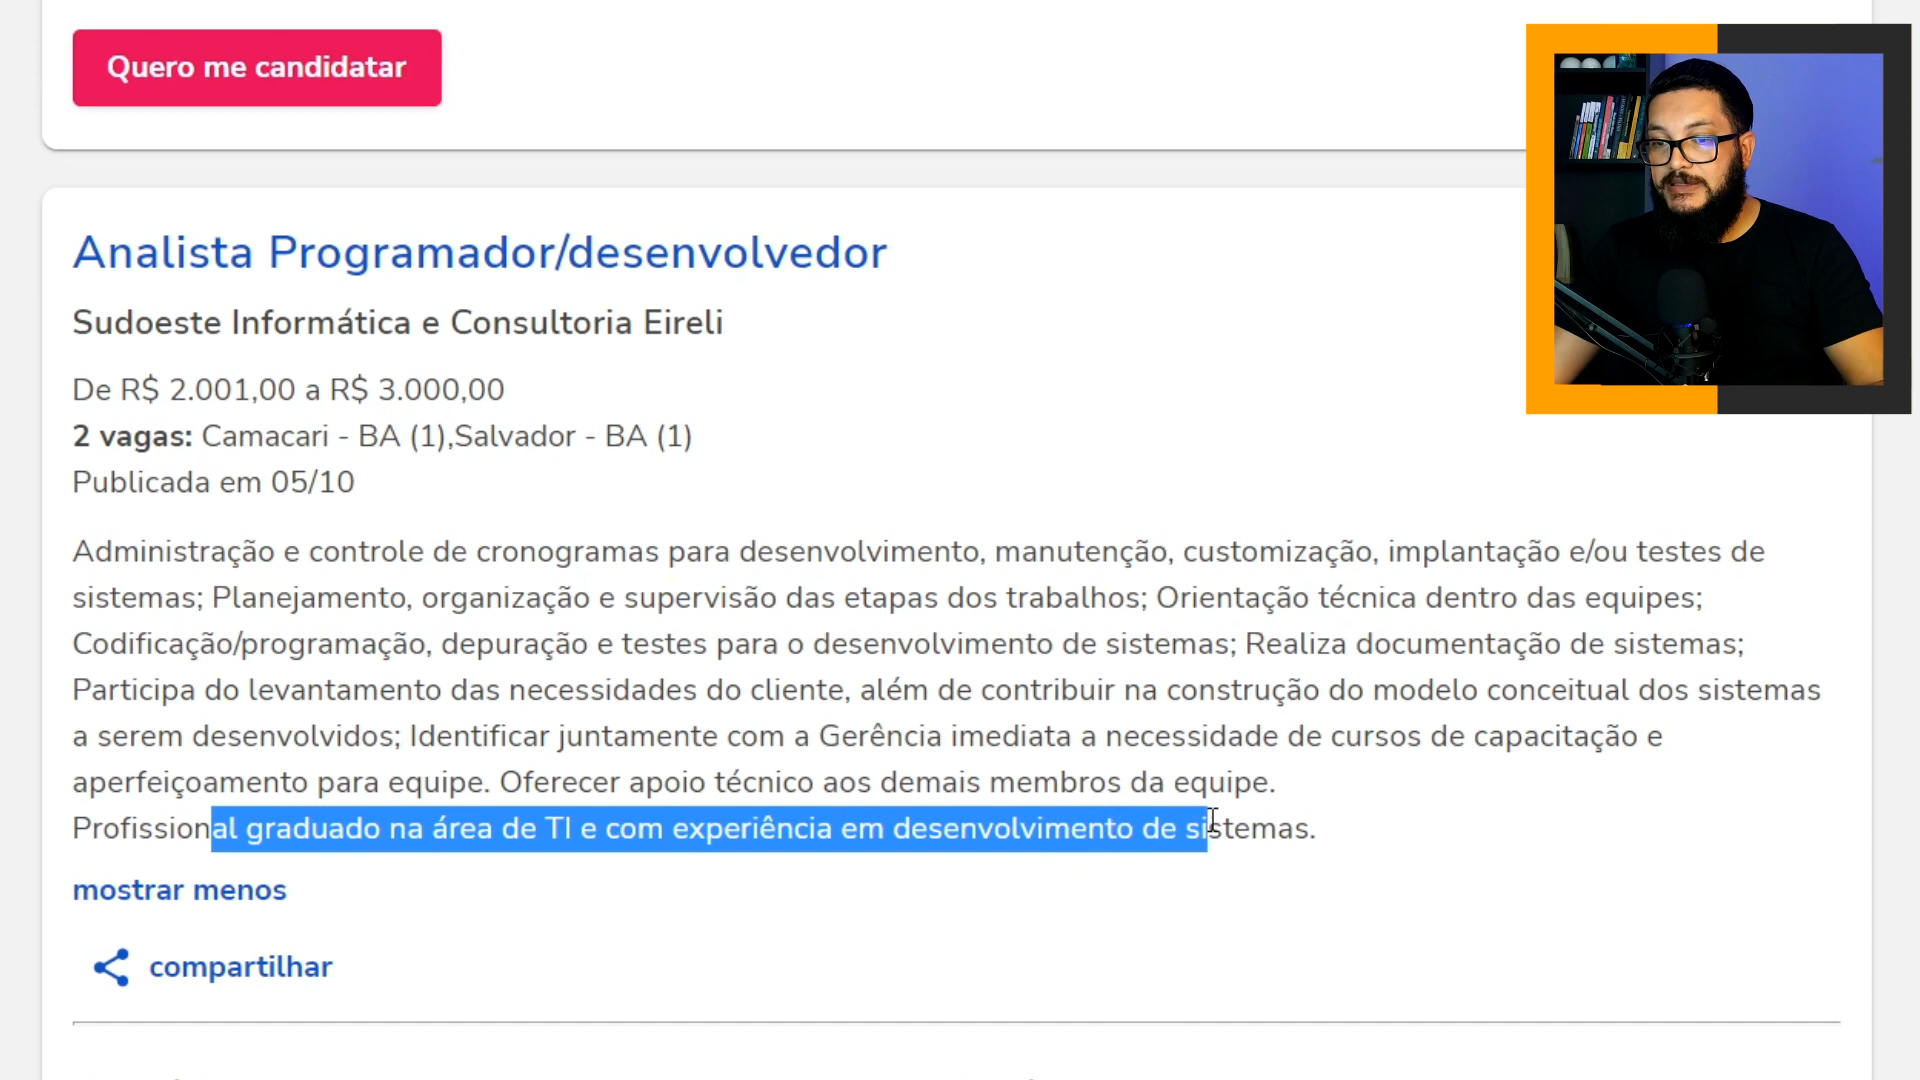 Quero me candidatar
Analista Programador/desenvolvedor
Sudoeste Informática e Consultoria Eireli
De R$ 2.001,00 a R$ 3.000,00
2 vagas: Camacari - BA (1),Salvador - BA (1)
Publicada em 05/10
Administração e controle de cronogramas para desenvolvimento, manutenção, customização, implantação e/ou testes de
sistemas; Planejamento, organização e supervisão das etapas dos trabalhos; Orientação técnica dentro das equipes;
Codificação/programação, depuração e testes para o desenvolvimento de sistemas; Realiza documentação de sistemas;
Participa do levantamento das necessidades do cliente, além de contribuir na construção do modelo conceitual dos sistemas
a serem desenvolvidos; Identificar juntamente com a Gerência imediata a necessidade de cursos de capacitação e
aperfeiçoamento para equipe. Oferecer apoio técnico aos demais membros da equipe.
Profissional graduado na área de TI e com experiência em desenvolvimento de sistemas.
mostrar menos
compartilhar